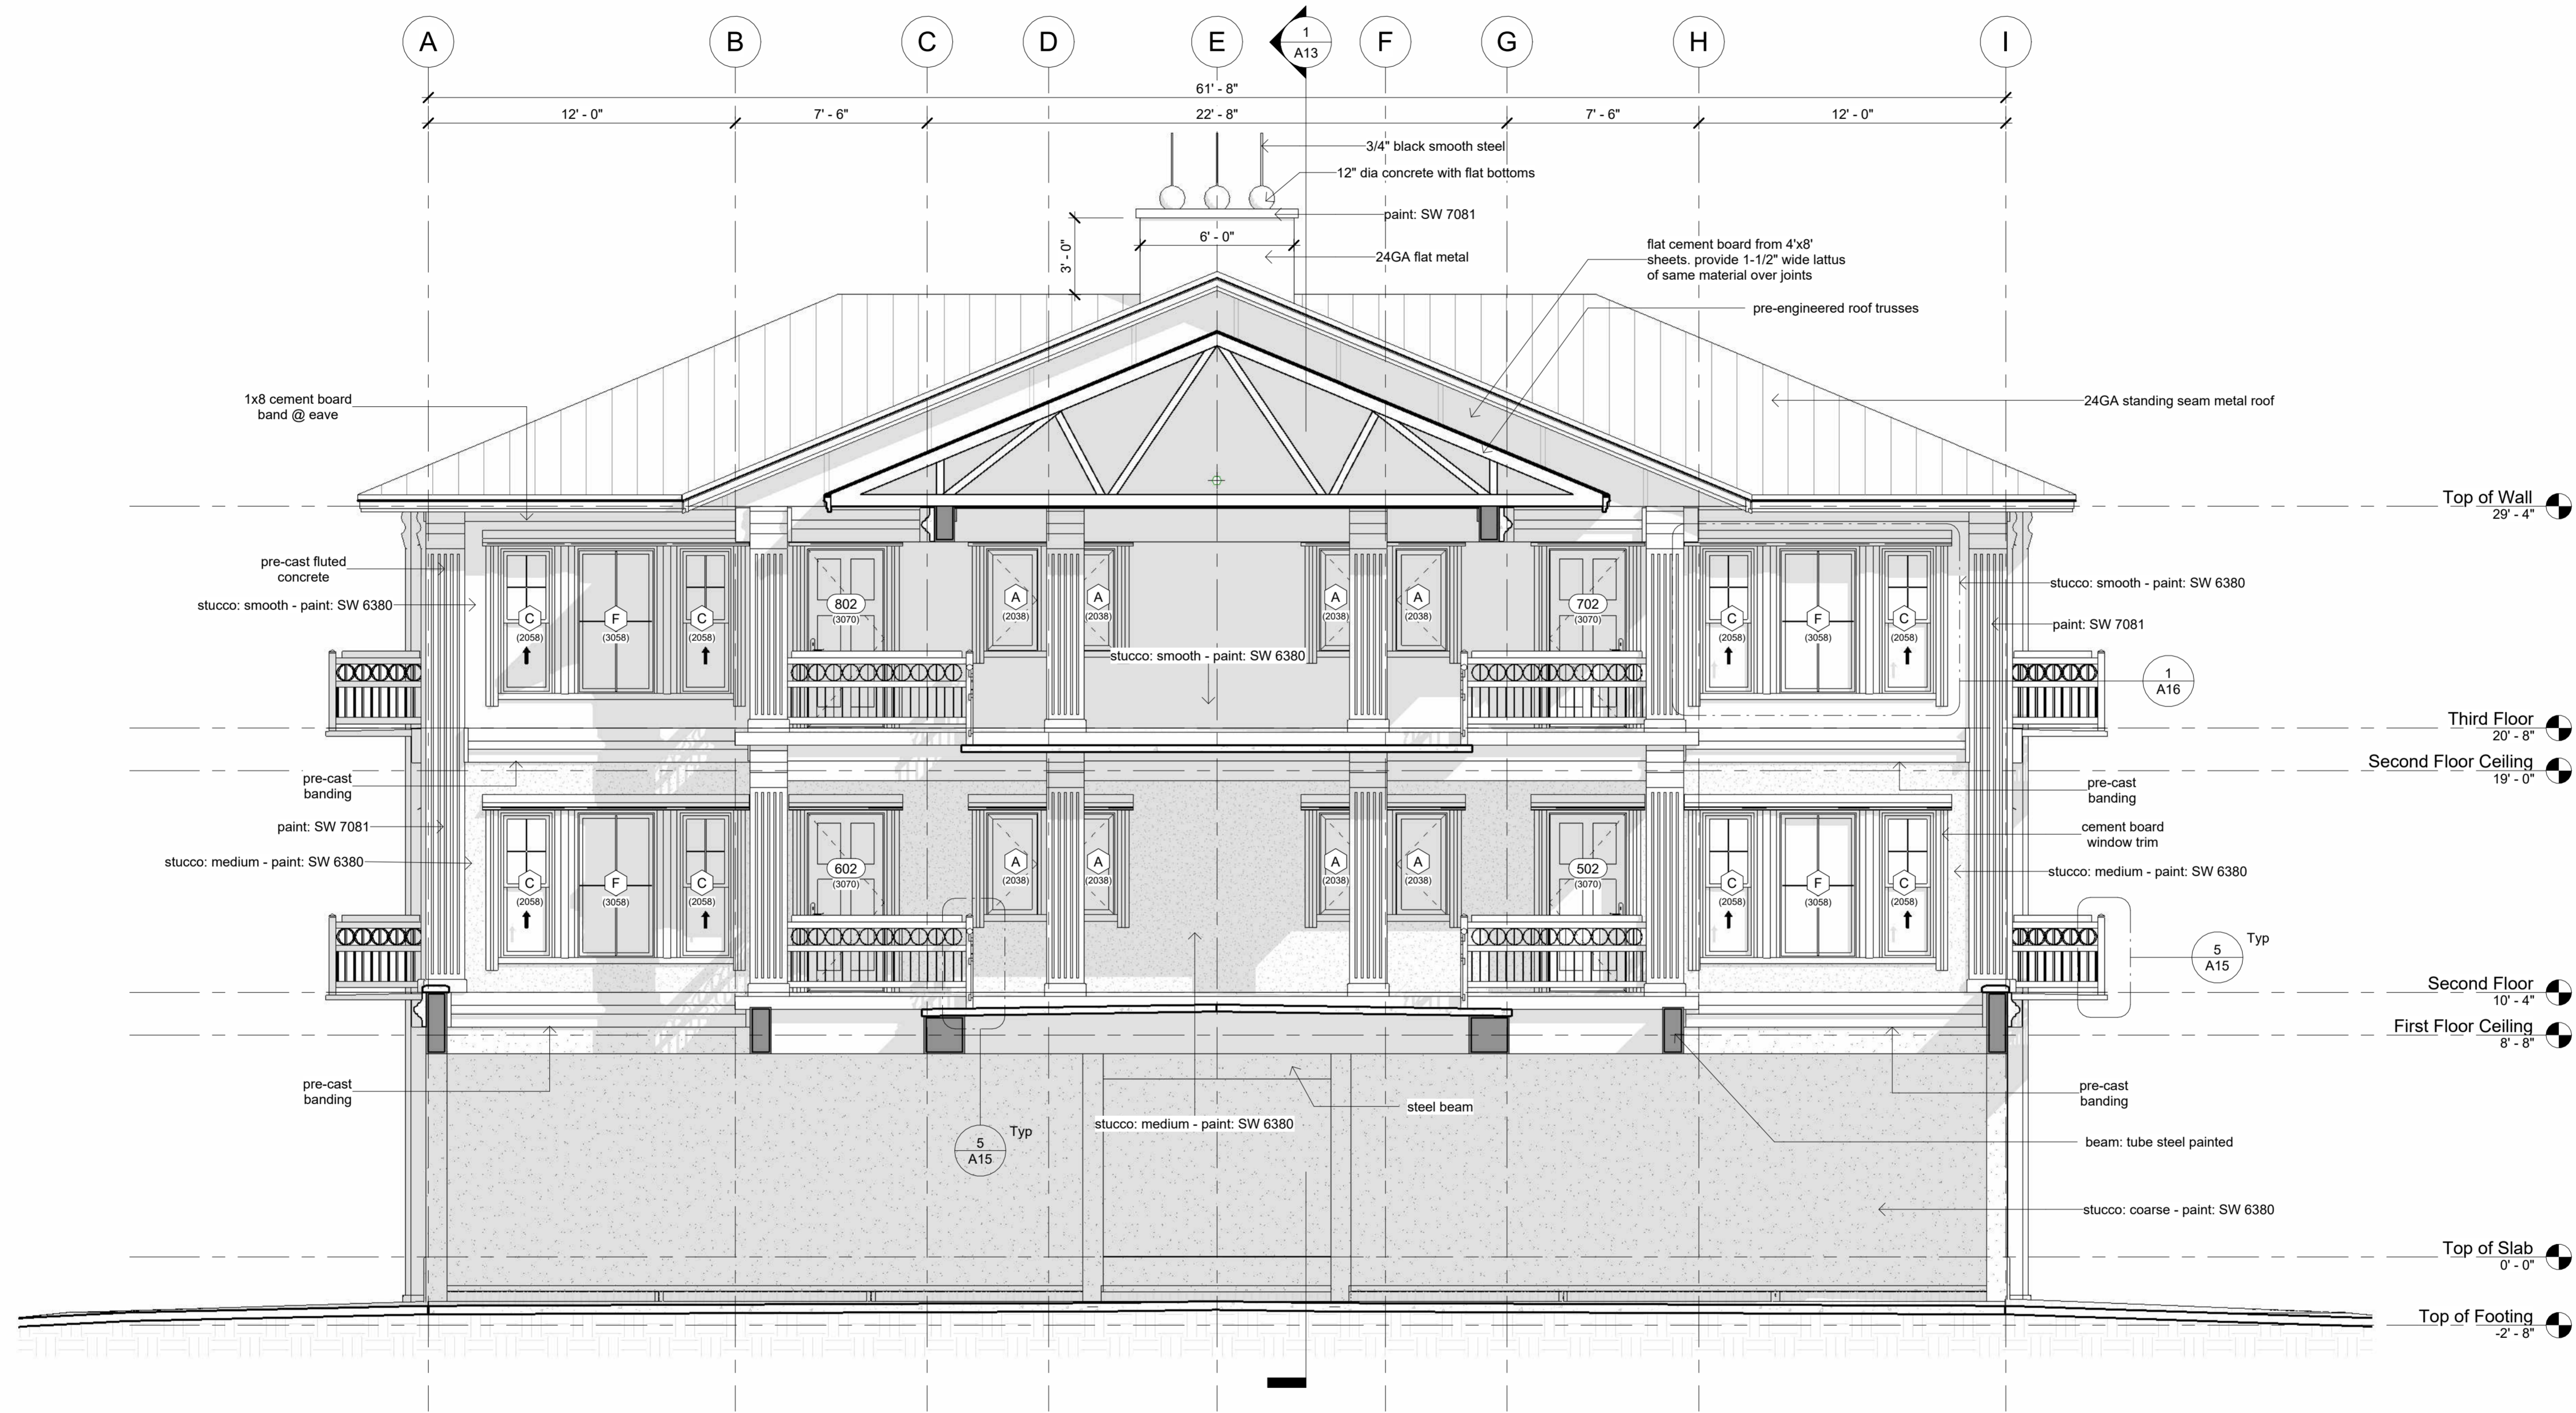 A
B
C
D
E
1
A13
F
G
H
I
61' - 8"
12' - 0"
7' - 6"
22' - 8"
7' - 6"
12' - 0"
3/4" black smooth steel
12" dia concrete with flat bottoms
paint: SW 7081
6' - 0"
3' - 0"
24GA flat metal
flat cement board from 4'x8'
sheets. provide 1-1/2" wide lattus
of same material over joints
pre-engineered roof trusses
1x8 cement board
band @ eave
24GA standing seam metal roof
Top of Wall
29' - 4"
pre-cast fluted
concrete
stucco: smooth - paint: SW 6380
C
(2058)
F
(3058)
C
(2058)
802
(3070)
A
(2038)
A
(2038)
A
(2038)
A
(2038)
702
(3070)
C
(2058)
F
(3058)
C
(2058)
stucco: smooth - paint: SW 6380
paint: SW 7081
stucco: smooth - paint: SW 6380
1
A16
Third Floor
20' - 8"
Second Floor Ceiling
19' - 0"
pre-cast
banding
pre-cast
banding
paint: SW 7081
cement board
window trim
stucco: medium - paint: SW 6380
C
(2058)
F
(3058)
C
(2058)
602
(3070)
A
(2038)
A
(2038)
A
(2038)
A
(2038)
502
(3070)
C
(2058)
F
(3058)
C
(2058)
stucco: medium - paint: SW 6380
5
A15
Typ
Second Floor
10' - 4"
First Floor Ceiling
8' - 8"
pre-cast
banding
pre-cast
banding
steel beam
stucco: medium - paint: SW 6380
5
A15
Typ
beam: tube steel painted
stucco: coarse - paint: SW 6380
Top of Slab
0' - 0"
Top of Footing
-2' - 8"